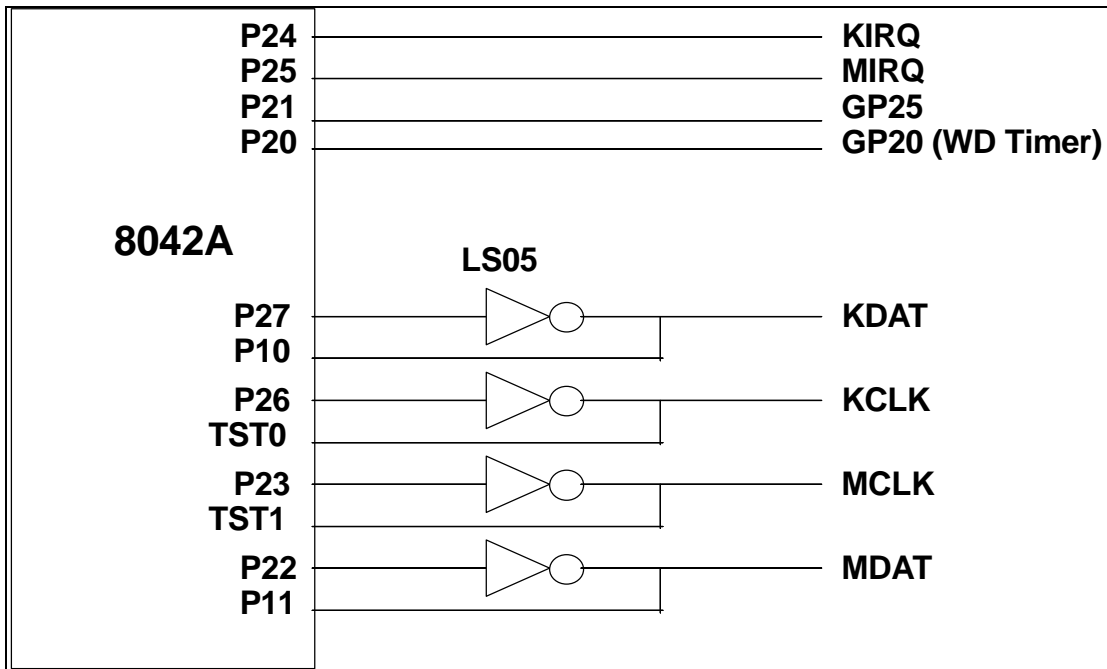 P24 KIRQ
P25 MIRQ
P21 GP25
P20 GP20 (WD Timer)
8042A
LS05
P27 KDAT
P10
P26 KCLK
TST0
P23 MCLK
TST1
P22 MDAT
P11